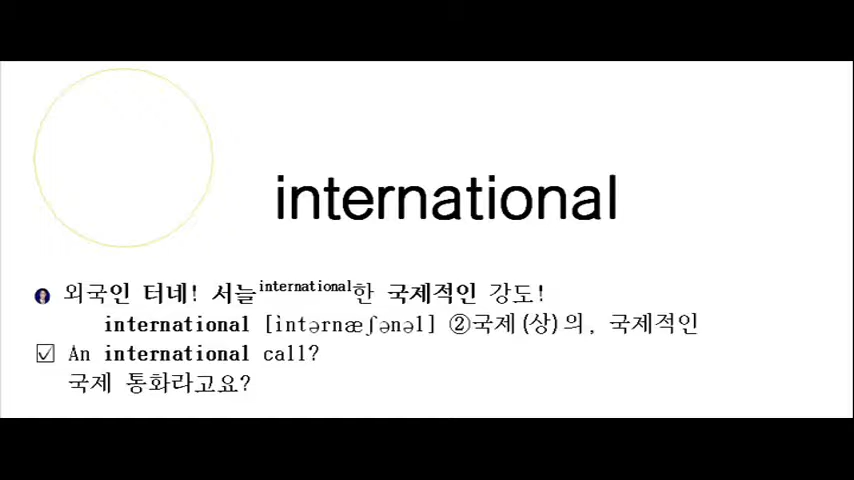 international
외국인 터네! 서늘international한 국제적인 강도!
international [ìntərnæʃənəl] ②국제(상)의, 국제적인
☑ An international call?
국제 통화라고요?